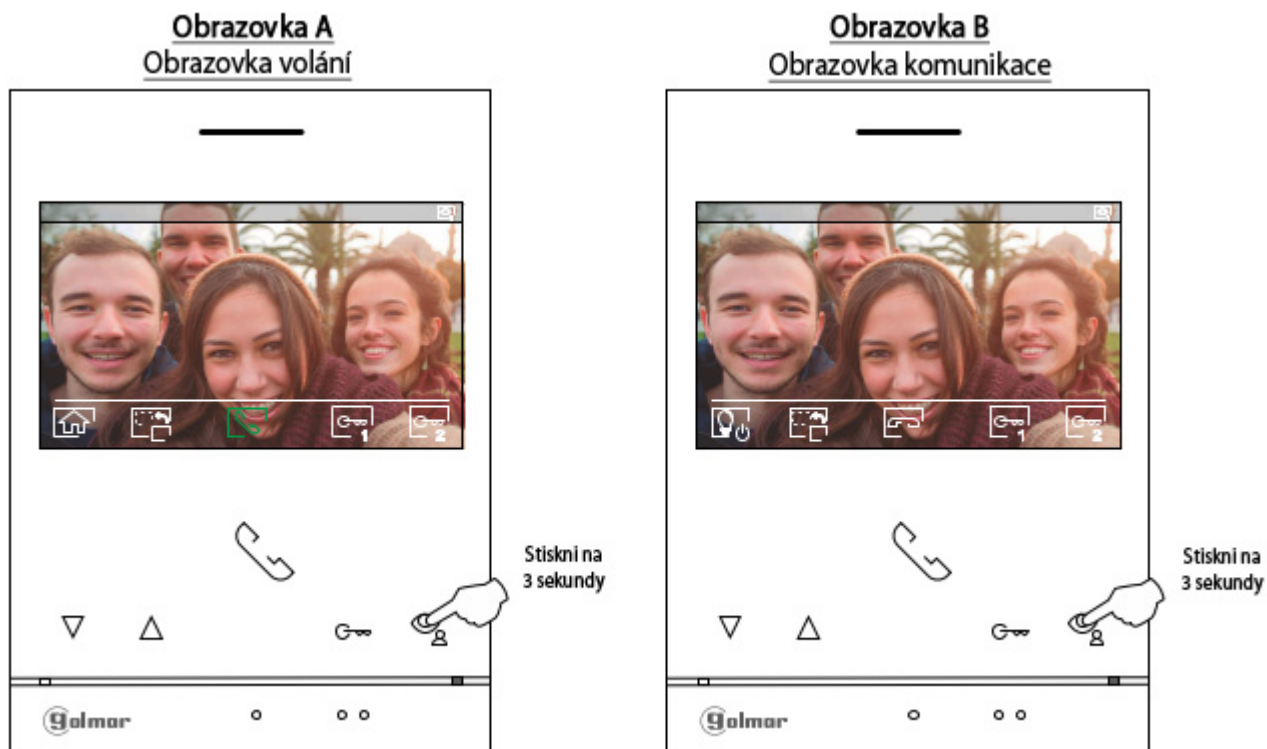 Obrazovka A
Obrazovka volání
Obrazovka B
Obrazovka komunikace
1
2
1
2
Stiskni na
3 sekundy
Stiskni na
3 sekundy
golmar
golmar